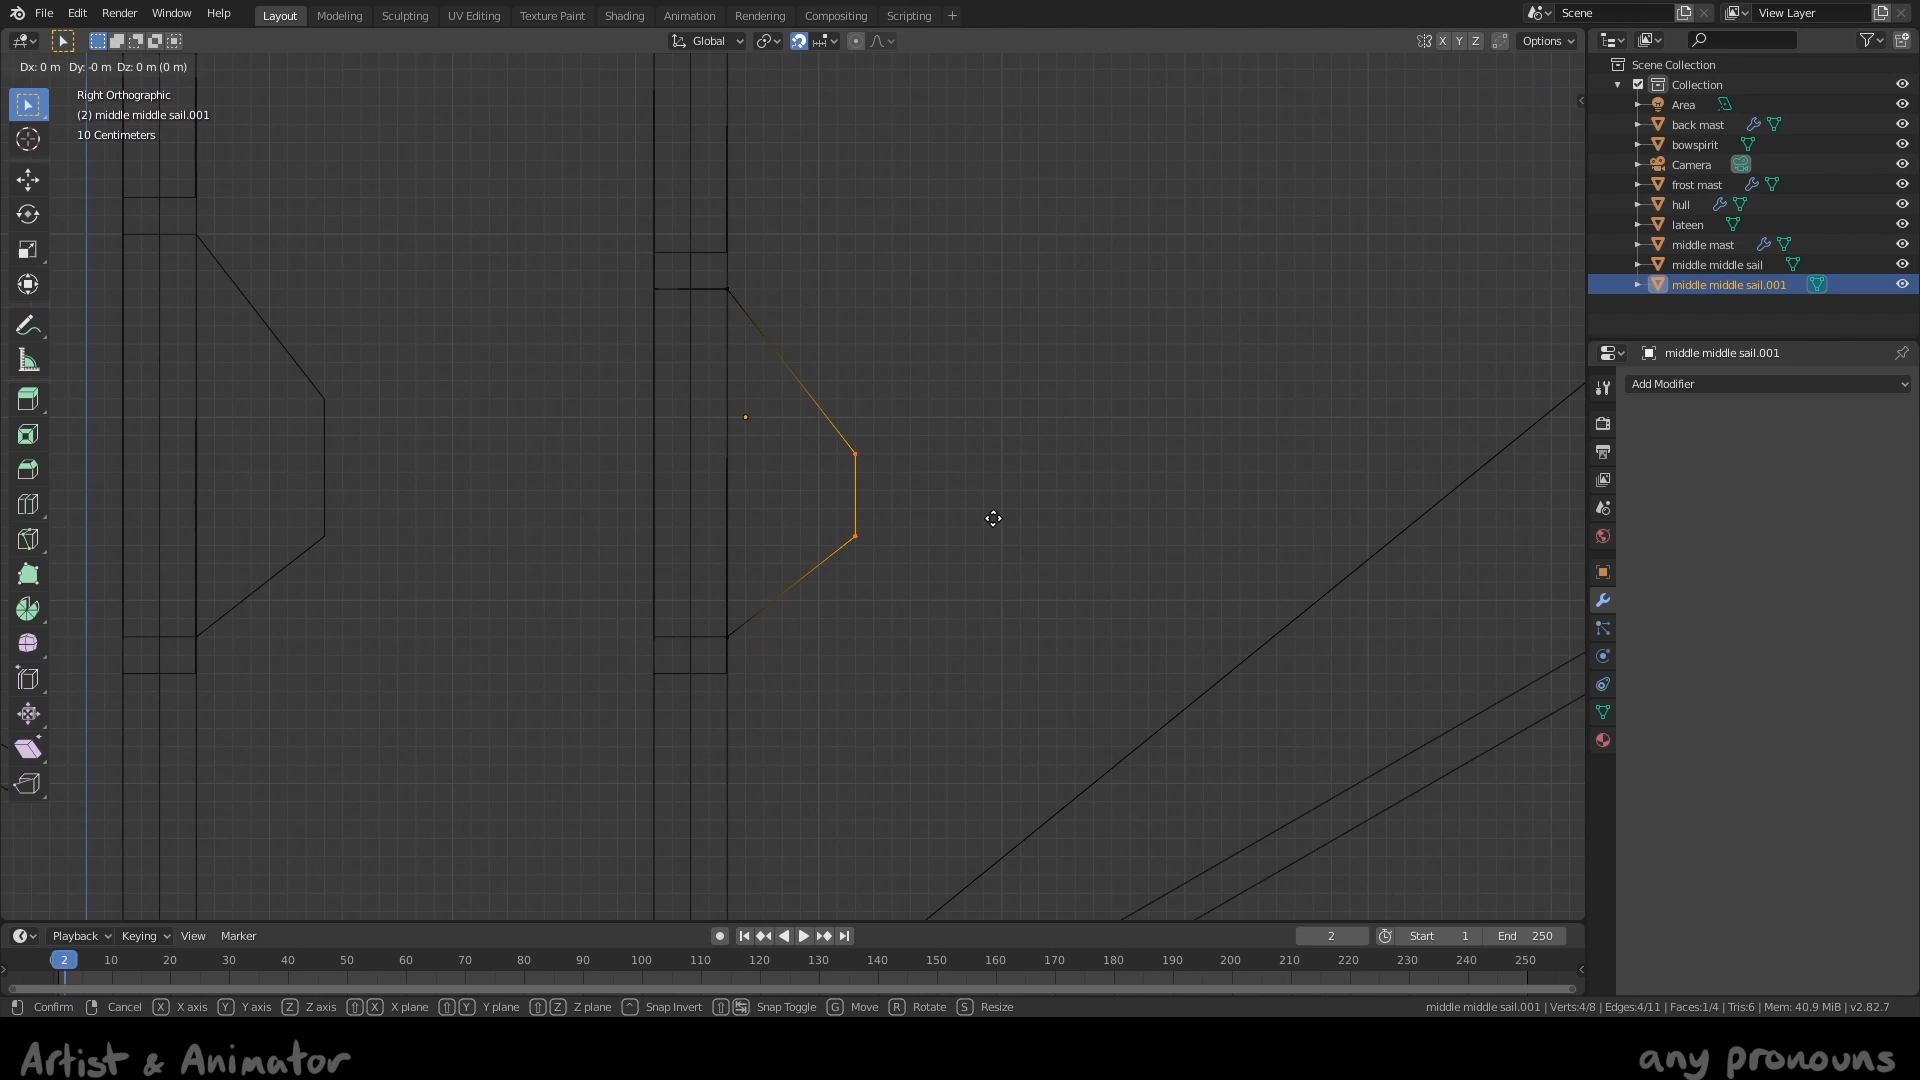 File Edit Render Window Help Layout Modeling Sculpting UV Editing Texture Paint Shading Animation Rendering Compositing Scripting + Scene View Layer
Global X Y Z Options
Dx: 0 m Dy: -0 m Dz: 0 m (0 m)
Right Orthographic
(2) middle middle sail.001
10 Centimeters
Scene Collection
Collection
Area
back mast
bowspirit
Camera
frost mast
hull
lateen
middle mast
middle middle sail
middle middle sail.001
middle middle sail.001
Add Modifier
Playback Keying View Marker 2 Start 1 End 250
2 10 20 30 40 50 60 70 80 90 100 110 120 130 140 150 160 170 180 190 200 210 220 230 240 250
Confirm Cancel X X axis Y Y axis Z Z axis X X plane Y Y plane Z Z plane Snap Invert Snap Toggle G Move R Rotate S Resize middle middle sail.001 | Verts:4/8 | Edges:4/11 | Faces:1/4 | Tris:6 | Mem: 40.9 MiB | v2.82.7
Artist & Animator any pronouns